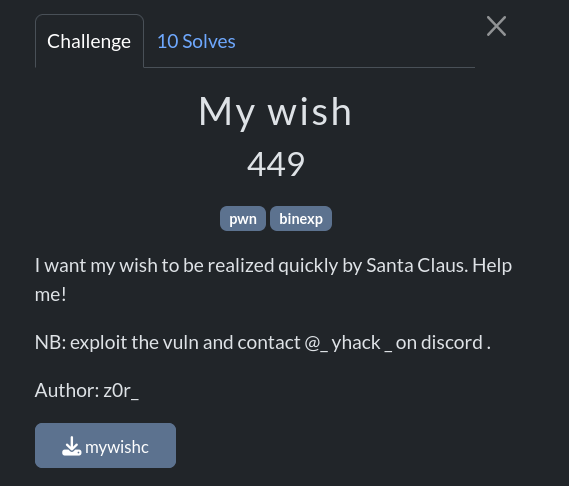 Challenge
10 Solves
My wish
449
pwn binexp
I want my wish to be realized quickly by Santa Claus. Help
me!
NB: exploit the vuln and contact @_ yhack _ on discord .
Author: z0r_
mywishc